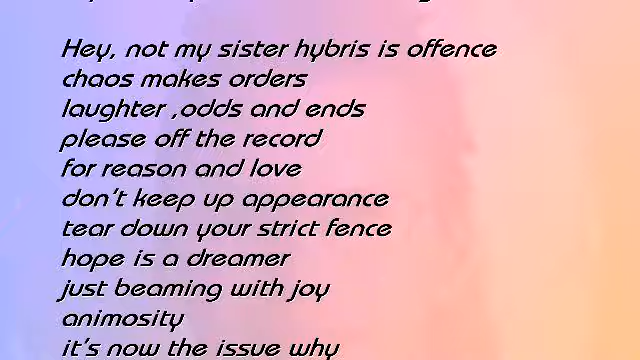 Hey, not my sister hybris is offence
chaos makes orders
laughter ,odds and ends
please off the record
for reason and love
don't keep up appearance
tear down your strict fence
hope is a dreamer
just beaming with joy
animosity
it's now the issue why